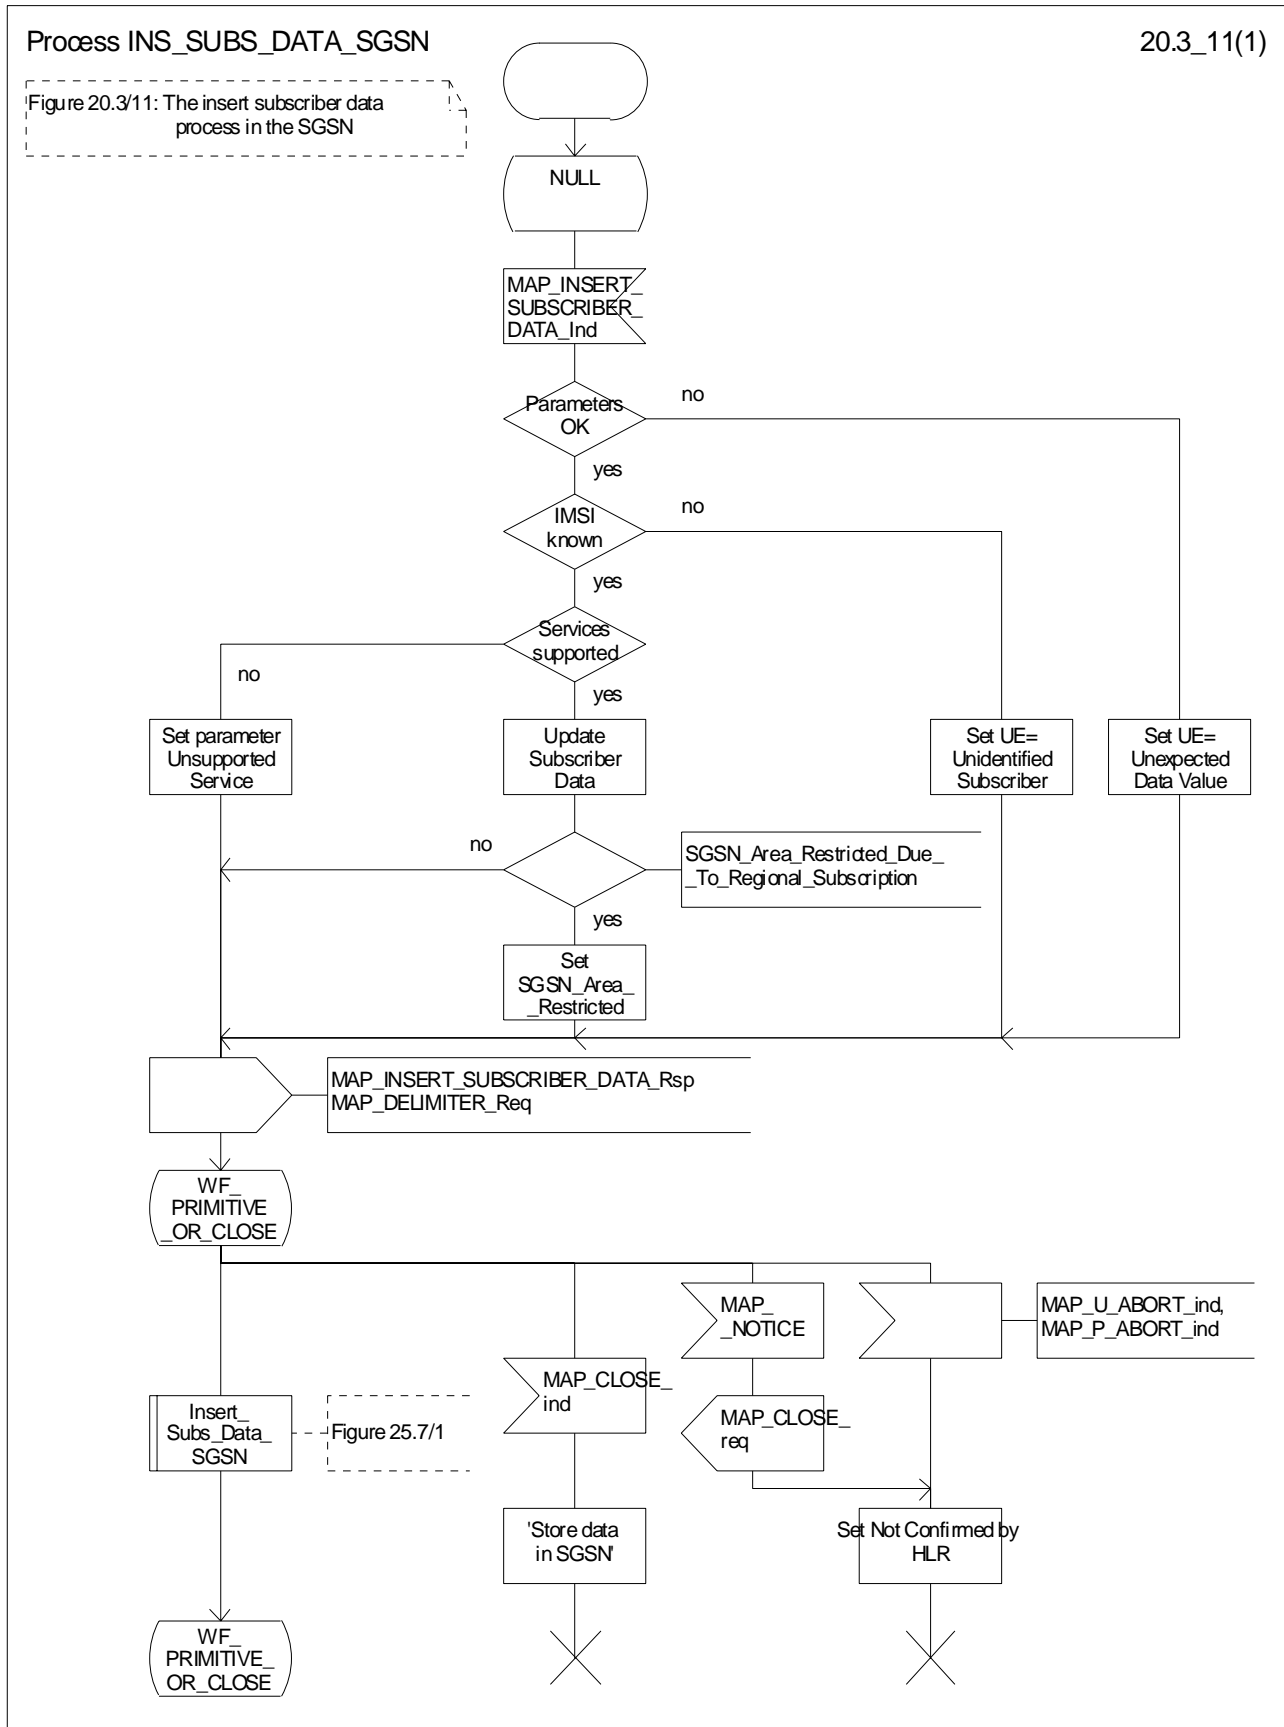 Process INS_SUBS_DATA_SGSN
20.3_11(1)
Figure 20.3/11: The insert subscriber data
process in the SGSN
NULL
MAP_INSERT_
SUBSCRIBER_
DATA_Ind
Parameters
OK
no
yes
IMSI
known
no
yes
Services
supported
no
yes
Set parameter
Unsupported
Service
Update
Subscriber
Data
Set UE=
Unidentified
Subscriber
Set UE=
Unexpected
Data Value
no
SGSN_Area_Restricted_Due_
_To_Regional_Subscription
yes
Set
SGSN_Area_
_Restricted
MAP_INSERT_SUBSCRIBER_DATA_Rsp
MAP_DELIMITER_Req
WF_
PRIMITIVE
_OR_CLOSE
MAP_
_NOTICE
MAP_U_ABORT_ind,
MAP_P_ABORT_ind
MAP_CLOSE_
ind
Insert_
Subs_Data_
SGSN
Figure 25.7/1
MAP_CLOSE_
req
'Store data
in SGSN'
Set Not Confirmed by
HLR
WF_
PRIMITIVE_
OR_CLOSE